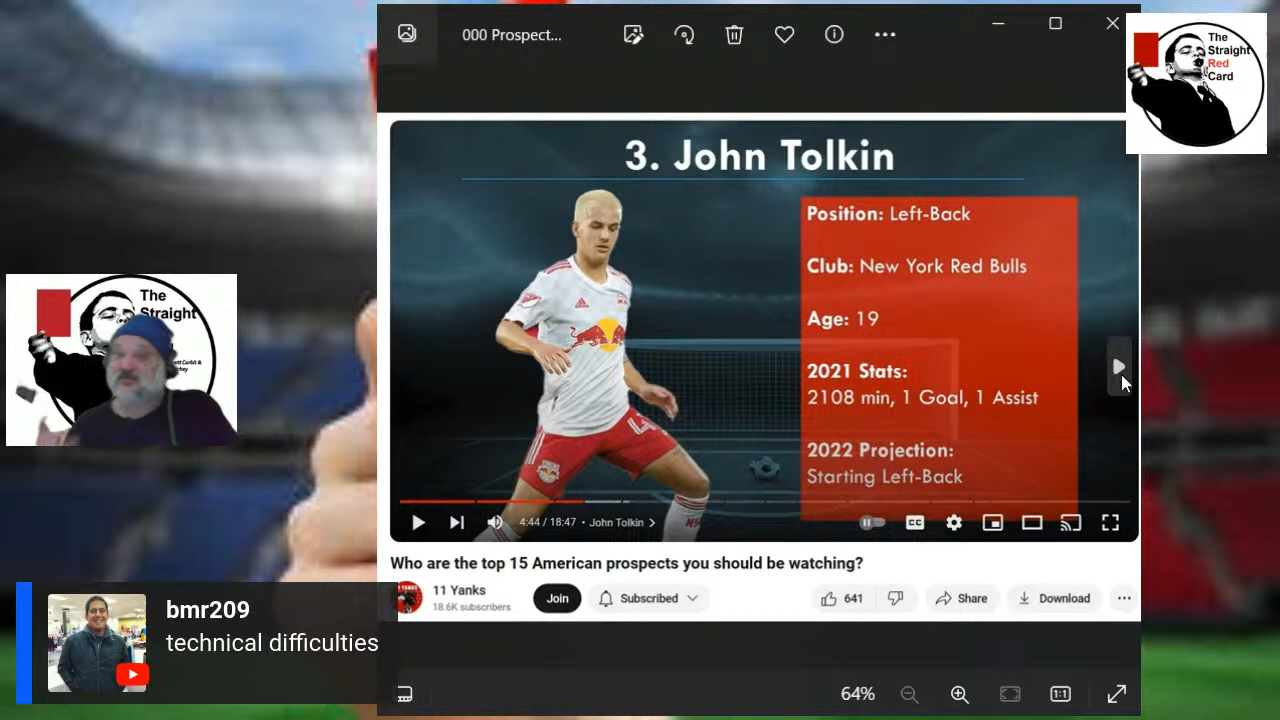 000 Prospect...
The
Straight
Red
Card
3. John Tolkin
Position: Left-Back
Club: New York Red Bulls
Age: 19
2021 Stats:
2108 min, 1 Goal, 1 Assist
2022 Projection:
Starting Left-Back
The
Straight
4:44 / 18:47 • John Tolkin >
CC
Who are the top 15 American prospects you should be watching?
11 Yanks
18.6K subscribers
Join
Subscribed
641
Share
Download
bmr209
technical difficulties
64%
1:1